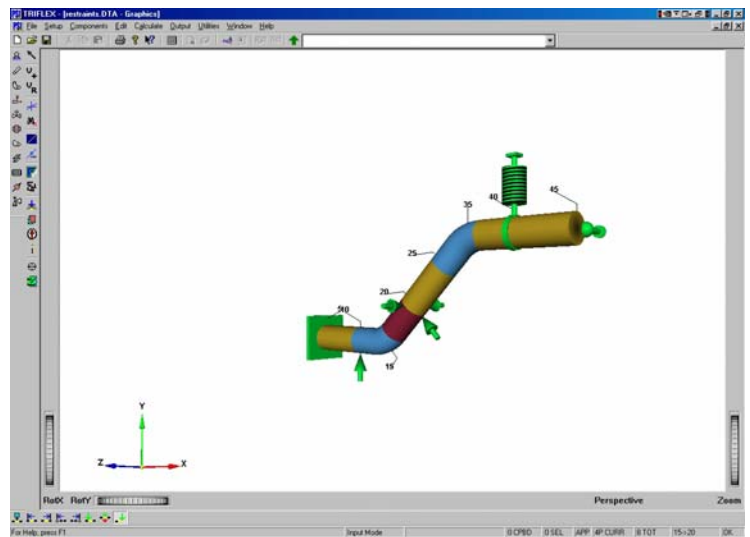 TRIFLEX - [restraints.DTA - Graphics]
File Setup Components Edit Calculate Output Utilities Window Help
45
40
35
25
20
5 10
15
Y
Z X
RotX RotY Perspective Zoom
For Help, press F1 Input Mode 0 CPBD 0 SEL APP 4P CURR 8 TOT 15->20 OK